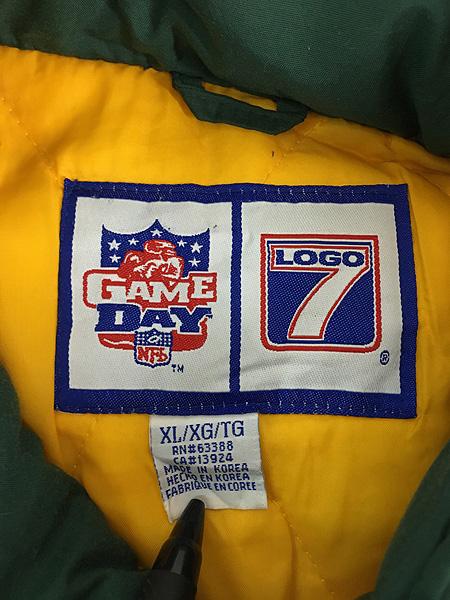 GAME
DAY
NFL
TM
LOGO
7
®
XL/XG/TG
RN#63388
CA#13924
MADE IN KOREA
HECHO EN KOREA
FABRIQUE EN COREE